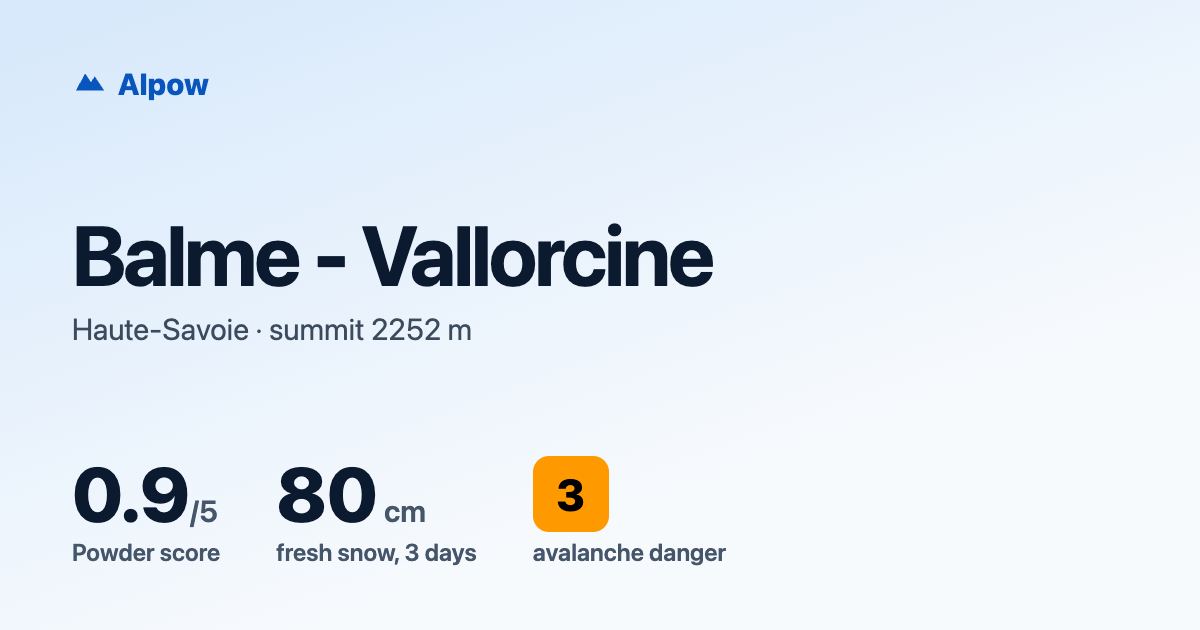 Alpow
Balme - Vallorcine
Haute-Savoie · summit 2252 m
0.9/5
Powder score
80 cm
fresh snow, 3 days
3
avalanche danger